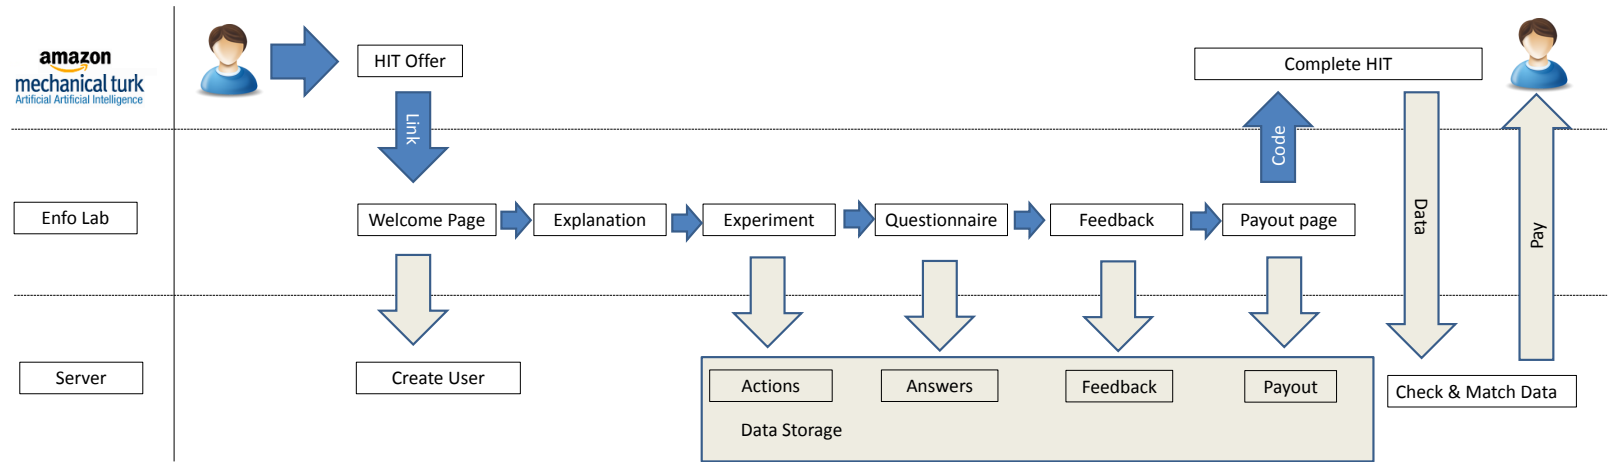 amazon
mechanical turk
Artificial Artificial Intelligence
HIT Offer
Complete HIT
Link
Code
Enfo Lab
Welcome Page
Explanation
Experiment
Questionnaire
Feedback
Payout page
Data
Pay
Server
Create User
Actions
Answers
Feedback
Payout
Check & Match Data
Data Storage